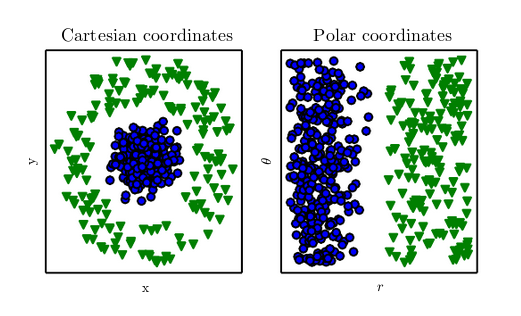 Cartesian coordinates
Polar coordinates
y
θ
x
r